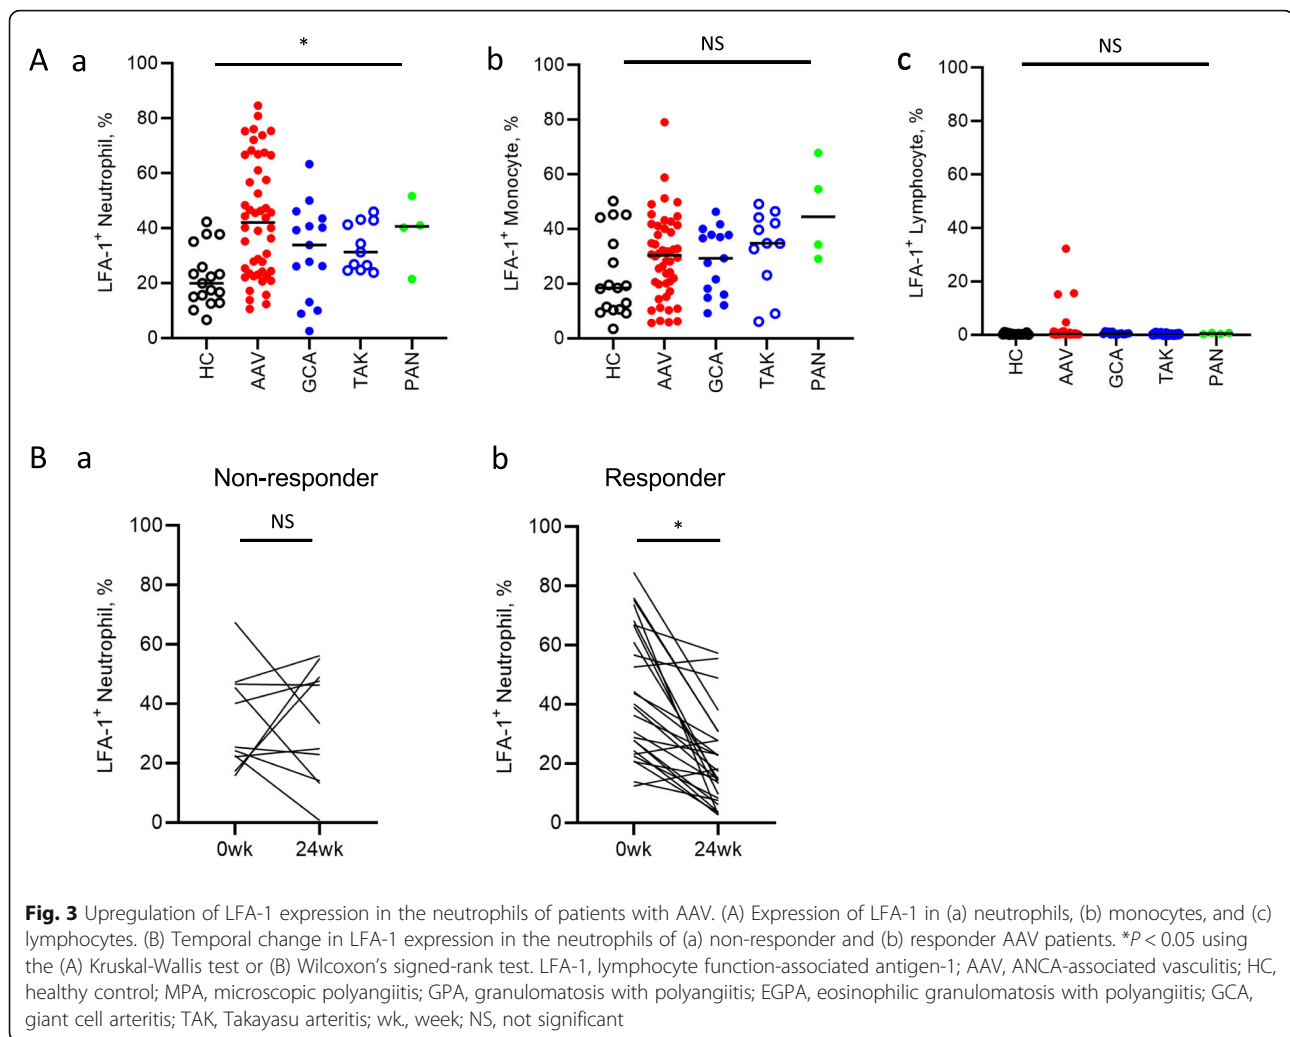 A a
*
LFA-1+ Neutrophil, %
100
80
60
40
20
0
HC
AAV
GCA
TAK
PAN
b
NS
LFA-1+ Monocyte, %
100
80
60
40
20
0
HC
AAV
GCA
TAK
PAN
c
NS
LFA-1+ Lymphocyte, %
100
80
60
40
20
0
HC
AAV
GCA
TAK
PAN
B a
Non-responder
NS
LFA-1+ Neutrophil, %
100
80
60
40
20
0
0wk 24wk
b
Responder
*
LFA-1+ Neutrophil, %
100
80
60
40
20
0
0wk 24wk
Fig. 3 Upregulation of LFA-1 expression in the neutrophils of patients with AAV. (A) Expression of LFA-1 in (a) neutrophils, (b) monocytes, and (c)
lymphocytes. (B) Temporal change in LFA-1 expression in the neutrophils of (a) non-responder and (b) responder AAV patients. *P < 0.05 using
the (A) Kruskal-Wallis test or (B) Wilcoxon's signed-rank test. LFA-1, lymphocyte function-associated antigen-1; AAV, ANCA-associated vasculitis; HC,
healthy control; MPA, microscopic polyangiitis; GPA, granulomatosis with polyangiitis; EGPA, eosinophilic granulomatosis with polyangiitis; GCA,
giant cell arteritis; TAK, Takayasu arteritis; wk., week; NS, not significant